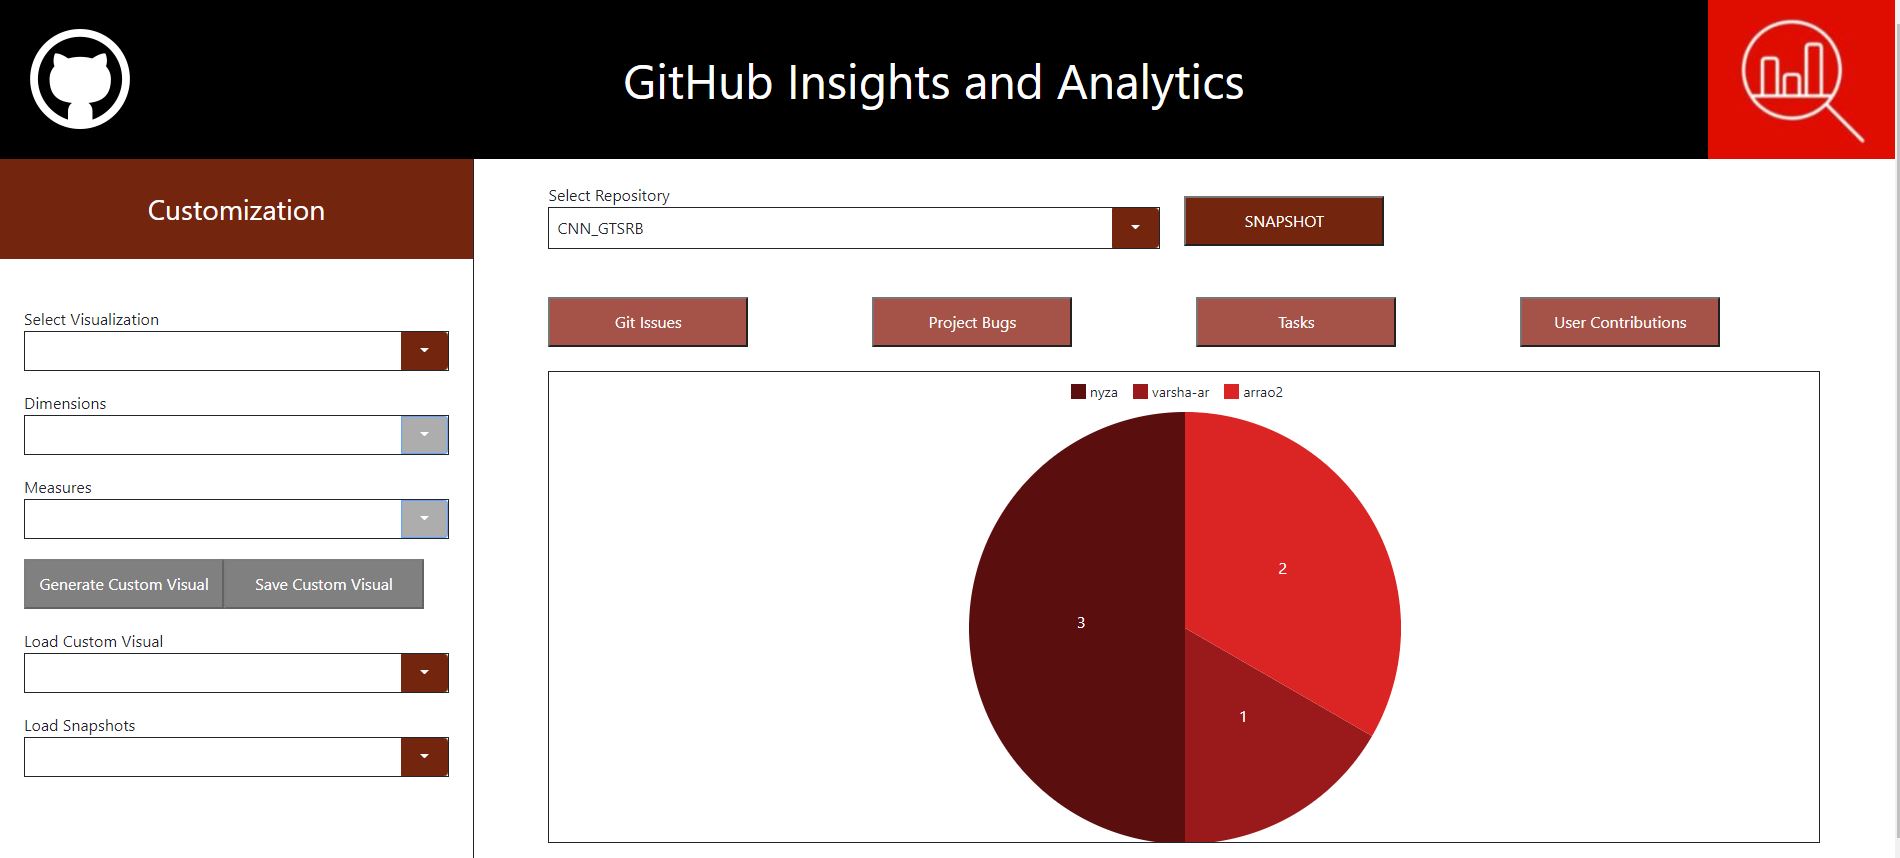 GitHub Insights and Analytics
Customization
Select Visualization
Dimensions
Measures
Generate Custom Visual
Save Custom Visual
Load Custom Visual
Load Snapshots
Select Repository
CNN_GTSRB
SNAPSHOT
Git Issues
Project Bugs
Tasks
User Contributions
nyza
varsha-ar
arrao2
2
3
1